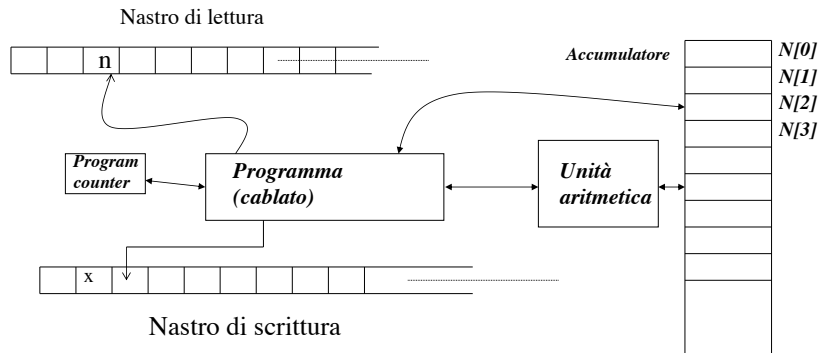 Nastro di lettura
n
Accumulatore
N[0]
N[1]
N[2]
N[3]
Program
counter
Programma
(cablato)
Unità
aritmetica
x
Nastro di scrittura